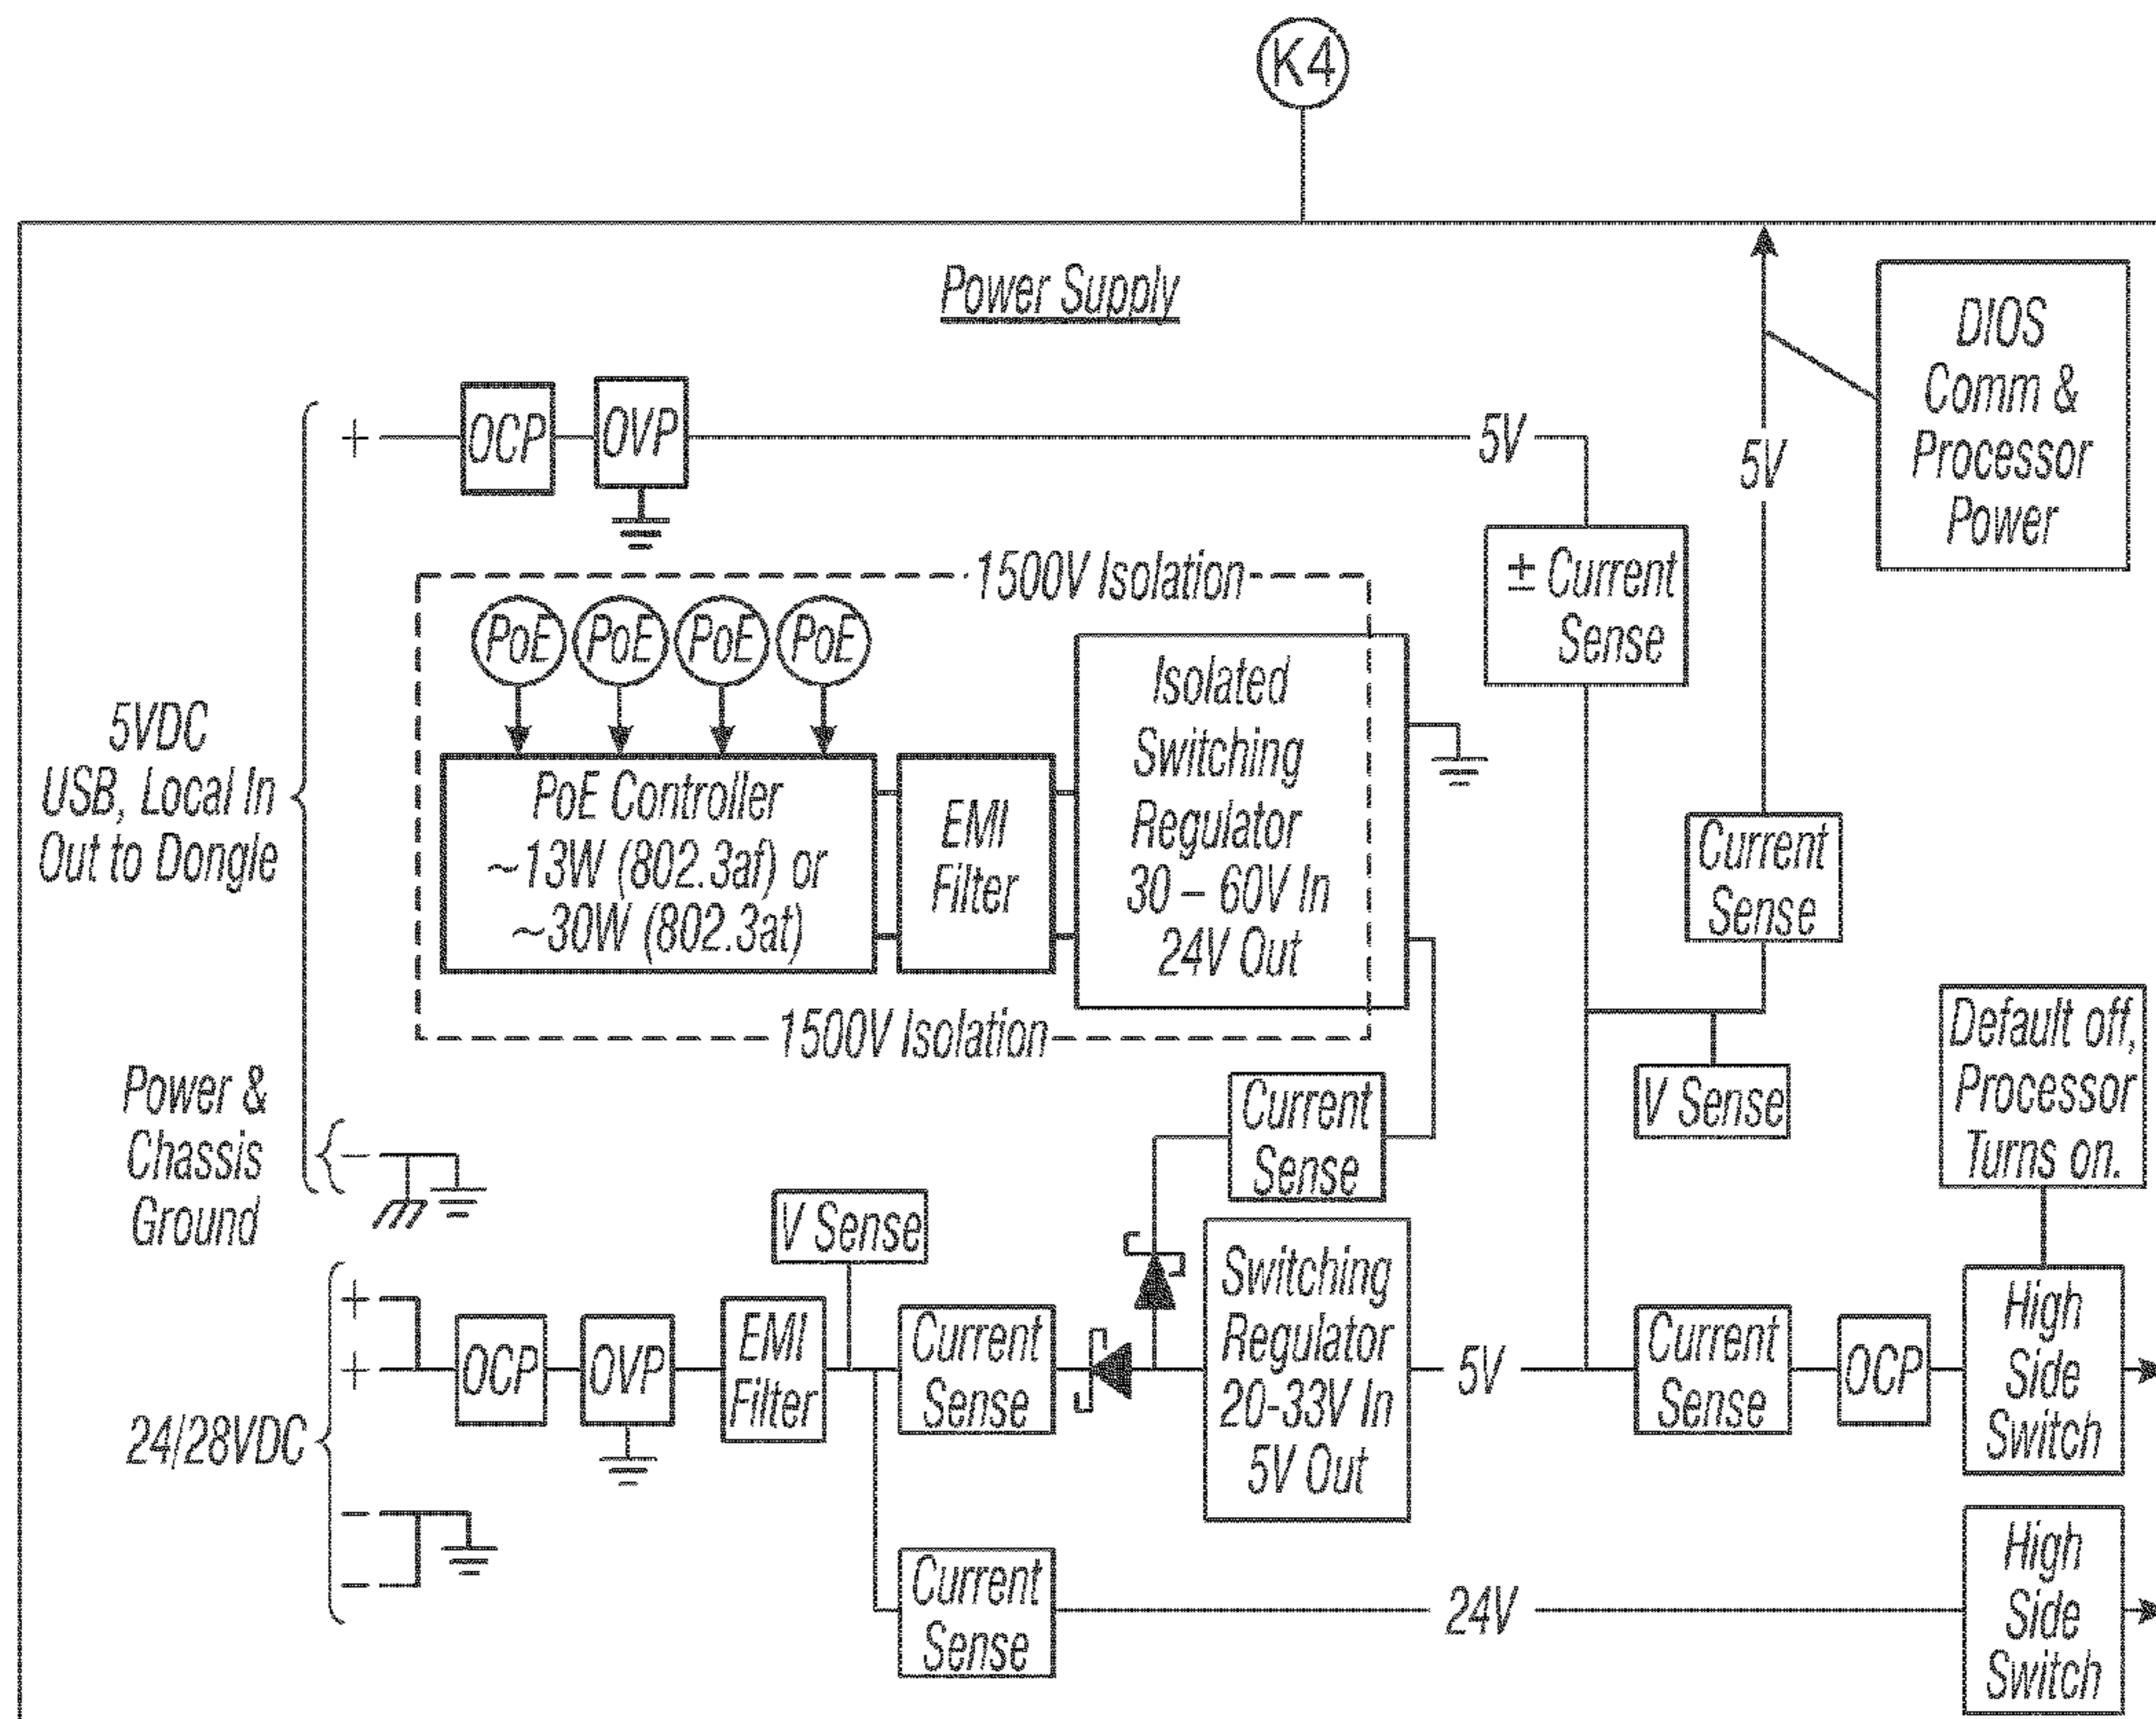 K4
Power Supply
DIOS
Comm &
Processor
Power
+
OCP
OVP
5V
5V
± Current
Sense
1500V Isolation
PoE
PoE
PoE
PoE
Isolated
Switching
Regulator
30 – 60V In
24V Out
5VDC
USB, Local In
Out to Dongle
PoE Controller
~13W (802.3af) or
~30W (802.3at)
EMI
Filter
Current
Sense
1500V Isolation
Default off,
Processor
Turns on.
V Sense
Power &
Chassis
Ground
–
Current
Sense
V Sense
24/28VDC
+
+
–
–
OCP
OVP
EMI
Filter
Current
Sense
Switching
Regulator
20-33V In
5V Out
5V
Current
Sense
OCP
High
Side
Switch
Current
Sense
24V
High
Side
Switch